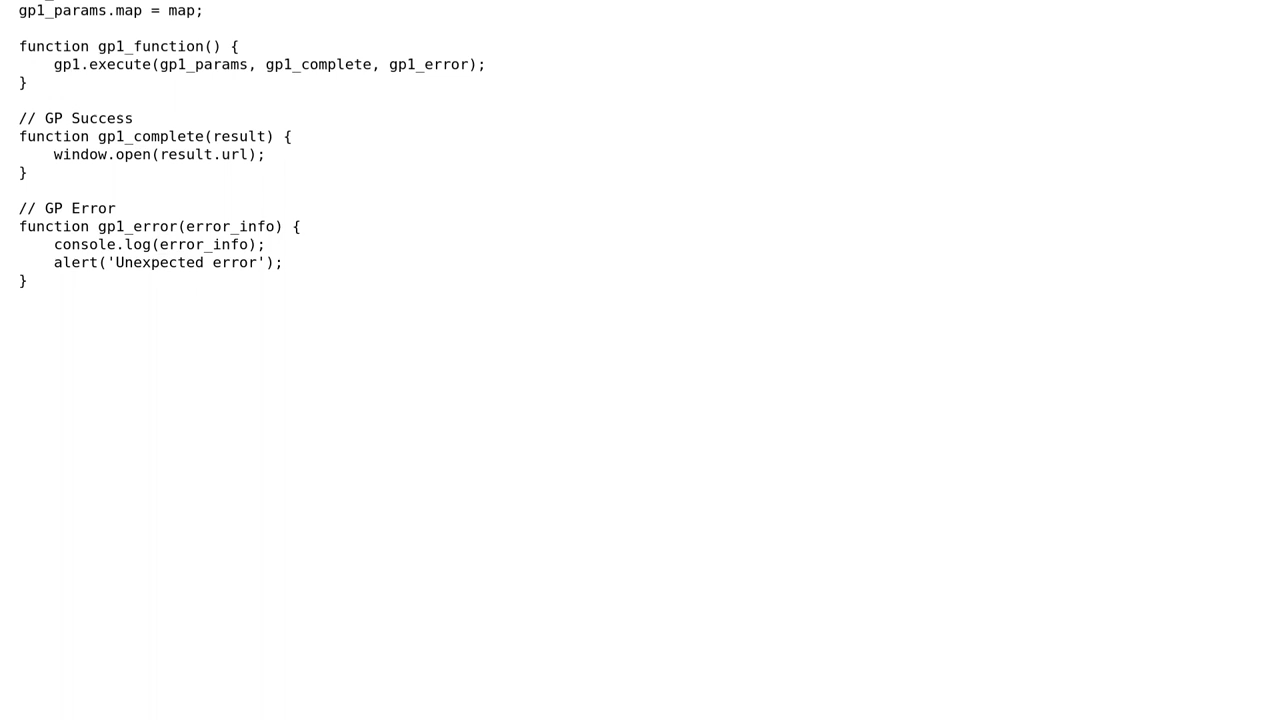 gp1_params.map = map;

function gp1_function() {
    gp1.execute(gp1_params, gp1_complete, gp1_error);
}

// GP Success
function gp1_complete(result) {
    window.open(result.url);
}

// GP Error
function gp1_error(error_info) {
    console.log(error_info);
    alert('Unexpected error');
}